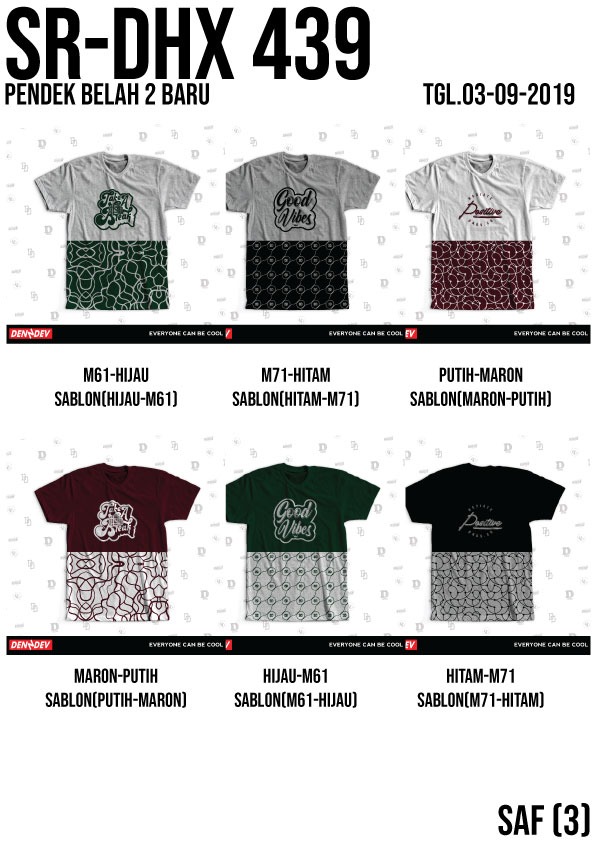 SR-DHX 439
PENDEK BELAH 2 BARU
TGL.03-09-2019
Take
A
Break
Good
Vibes
Positive
DENSDEV
EVERYONE CAN BE COOL
EVERYONE CAN BE COOL
EV
EVERYONE CAN BE COOL
M61-HIJAU
SABLON(HIJAU-M61)
M71-HITAM
SABLON(HITAM-M71)
PUTIH-MARON
SABLON(MARON-PUTIH)
Take
A
Break
Good
Vibes
Positive
EVERYONE CAN BE COOL
EVERYONE CAN BE COOL
EV
EVERYONE CAN BE COOL
MARON-PUTIH
SABLON(PUTIH-MARON)
HIJAU-M61
SABLON(M61-HIJAU)
HITAM-M71
SABLON(M71-HITAM)
SAF (3)